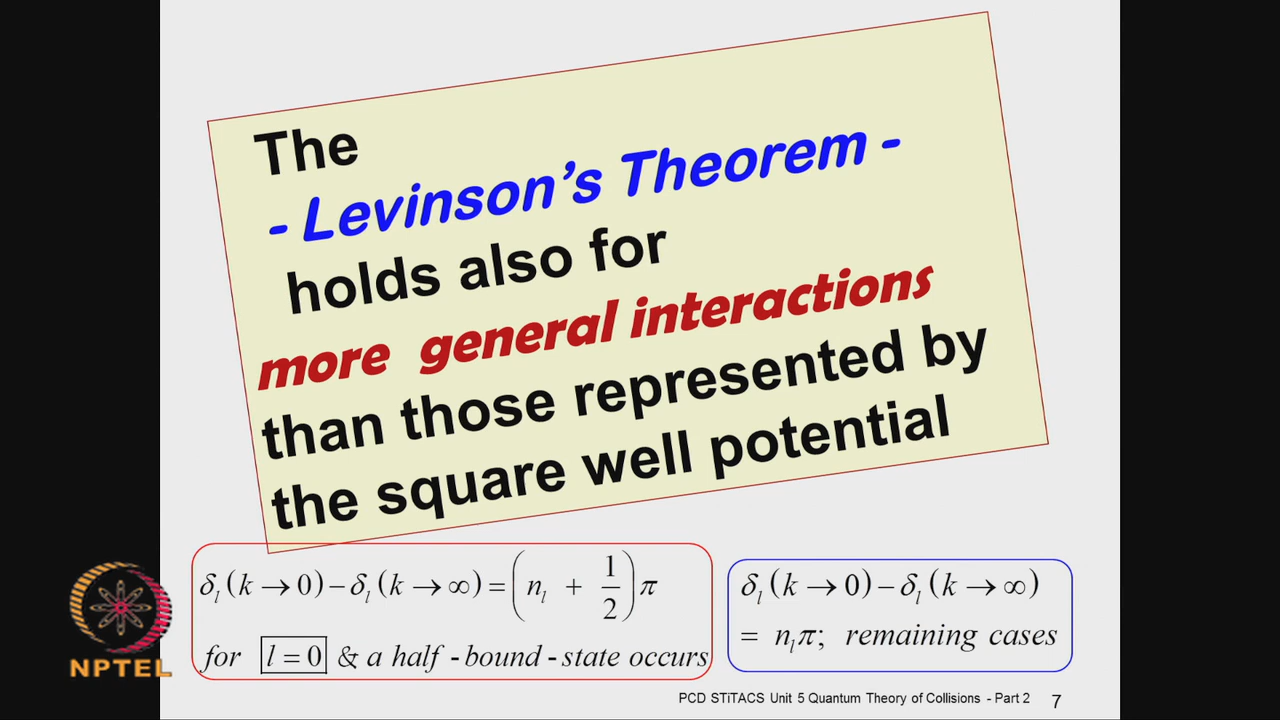 The
- Levinson's Theorem -
holds also for
more general interactions
than those represented by
the square well potential
δ_l (k → 0) − δ_l (k → ∞) = (n_l + 1/2) π
for l = 0 & a half - bound - state occurs
δ_l (k → 0) − δ_l (k → ∞)
= n_l π; remaining cases
NPTEL
PCD STiTACS Unit 5 Quantum Theory of Collisions - Part 2 7